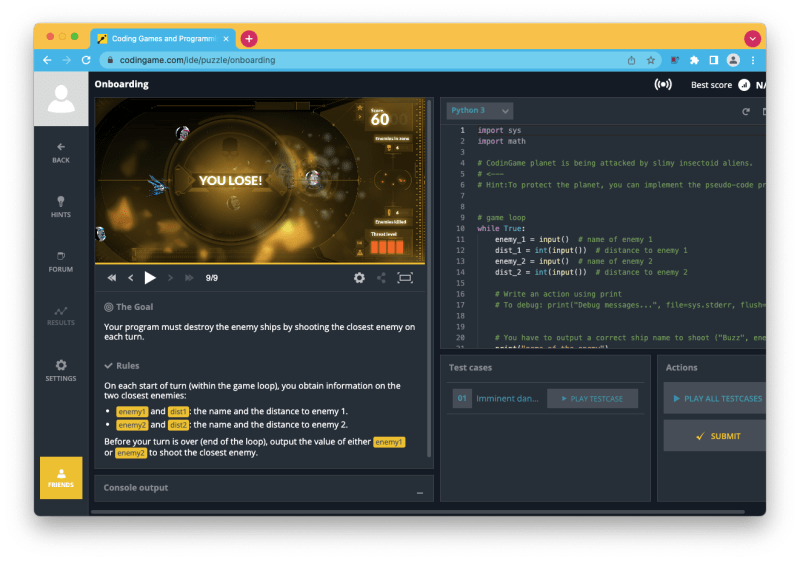 Coding Games and Programmi
codingame.com/ide/puzzle/onboarding
Onboarding
Best score
N/
BACK
HINTS
FORUM
RESULTS
SETTINGS
FRIENDS
Score
6000
Enemies in zone
4
YOU LOSE!
4
Enemies killed
Threat level
9/9
The Goal
Your program must destroy the enemy ships by shooting the closest enemy on
each turn.
Rules
On each start of turn (within the game loop), you obtain information on the
two closest enemies:
• enemy1 and dist1: the name and the distance to enemy 1.
• enemy2 and dist2: the name and the distance to enemy 2.
Before your turn is over (end of the loop), output the value of either enemy1
or enemy2 to shoot the closest enemy.
Console output
Python 3
1 import sys
2 import math
3
4 # CodinGame planet is being attacked by slimy insectoid aliens.
5 # <---
6 # Hint:To protect the planet, you can implement the pseudo-code pr
7
8
9 # game loop
10 while True:
11 enemy_1 = input()  # name of enemy 1
12 dist_1 = int(input())  # distance to enemy 1
13 enemy_2 = input()  # name of enemy 2
14 dist_2 = int(input())  # distance to enemy 2
15
16 # Write an action using print
17 # To debug: print("Debug messages...", file=sys.stderr, flush=
18
19
20 # You have to output a correct ship name to shoot ("Buzz", ene
21 print("name of the enemy")
Test cases
01 Imminent dan... PLAY TESTCASE
Actions
PLAY ALL TESTCASES
SUBMIT